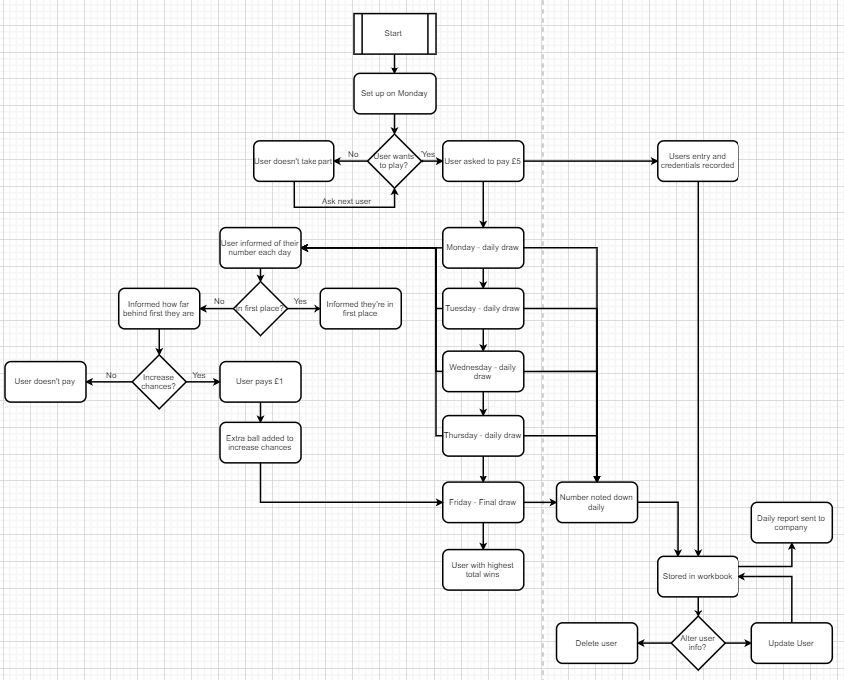 Start
Set up on Monday
User doesn't take part
No
User wants
to play?
Yes
User asked to pay £5
Users entry and
credentials recorded
Ask next user
User informed of their
number each day
Monday - daily draw
Informed how far
behind first they are
No
In first place?
Yes
Informed they're in
first place
Tuesday - daily draw
User doesn't pay
No
Increase
chances?
Yes
User pays £1
Wednesday - daily
draw
Extra ball added to
increase chances
Thursday - daily draw
Friday - Final draw
Number noted down
daily
Daily report sent to
company
User with highest
total wins
Stored in workbook
Delete user
Alter user
info?
Update User